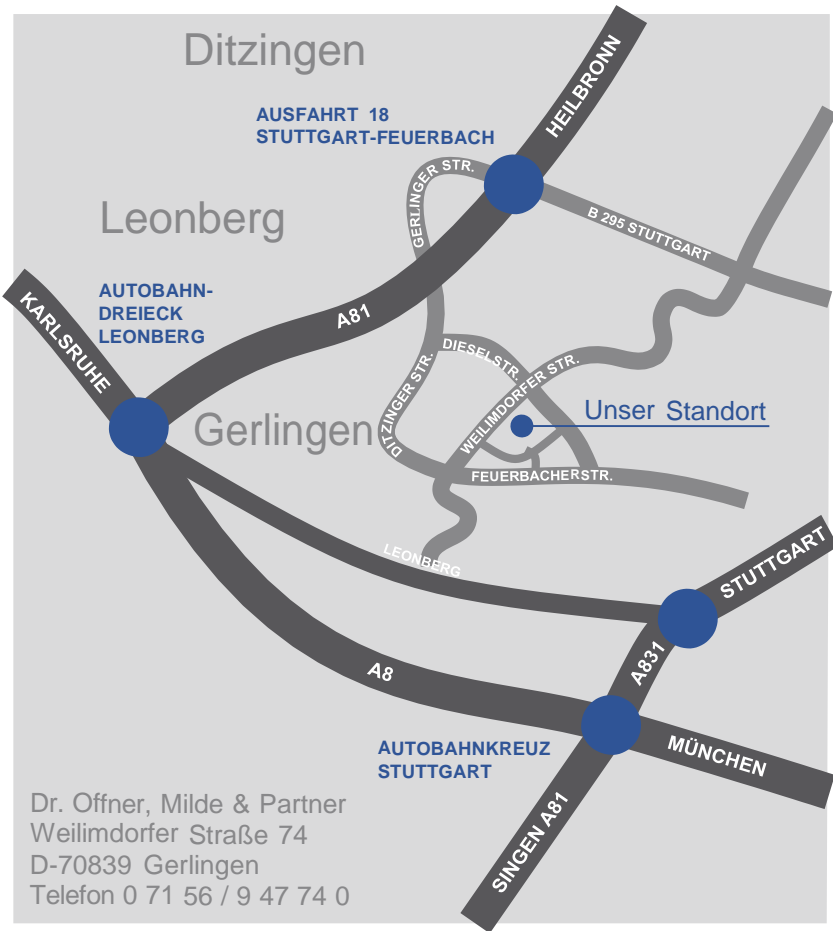 Ditzingen
HEILBRONN
AUSFAHRT 18
STUTTGART-FEUERBACH
GERLINGER STR.
B 295 STUTTGART
Leonberg
KARLSRUHE
AUTOBAHN-
DREIECK
LEONBERG
A81
DIESELSTR.
DITZINGER STR.
WEILIMDORFER STR.
Unser Standort
Gerlingen
FEUERBACHERSTR.
LEONBERG
STUTTGART
A831
A8
AUTOBAHNKREUZ
STUTTGART
MÜNCHEN
SINGEN A81
Dr. Offner, Milde & Partner
Weilimdorfer Straße 74
D-70839 Gerlingen
Telefon 0 71 56 / 9 47 74 0